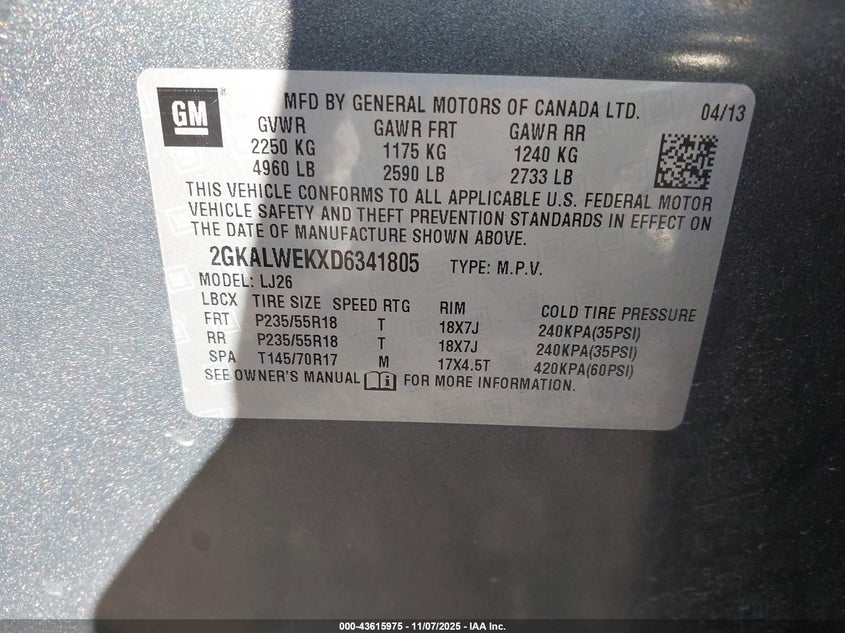 GM
MFD BY GENERAL MOTORS OF CANADA LTD. 04/13
GVWR GAWR FRT GAWR RR
2250 KG 1175 KG 1240 KG
4960 LB 2590 LB 2733 LB
THIS VEHICLE CONFORMS TO ALL APPLICABLE U.S. FEDERAL MOTOR
VEHICLE SAFETY AND THEFT PREVENTION STANDARDS IN EFFECT ON
THE DATE OF MANUFACTURE SHOWN ABOVE.
2GKALWEKXD6341805 TYPE: M.P.V.
MODEL: LJ26
LBCX TIRE SIZE SPEED RTG RIM COLD TIRE PRESSURE
FRT P235/55R18 T 18X7J 240KPA(35PSI)
RR P235/55R18 T 18X7J 240KPA(35PSI)
SPA T145/70R17 M 17X4.5T 420KPA(60PSI)
SEE OWNER'S MANUAL FOR MORE INFORMATION.
000-43615975 - 11/07/2025 - IAA Inc.